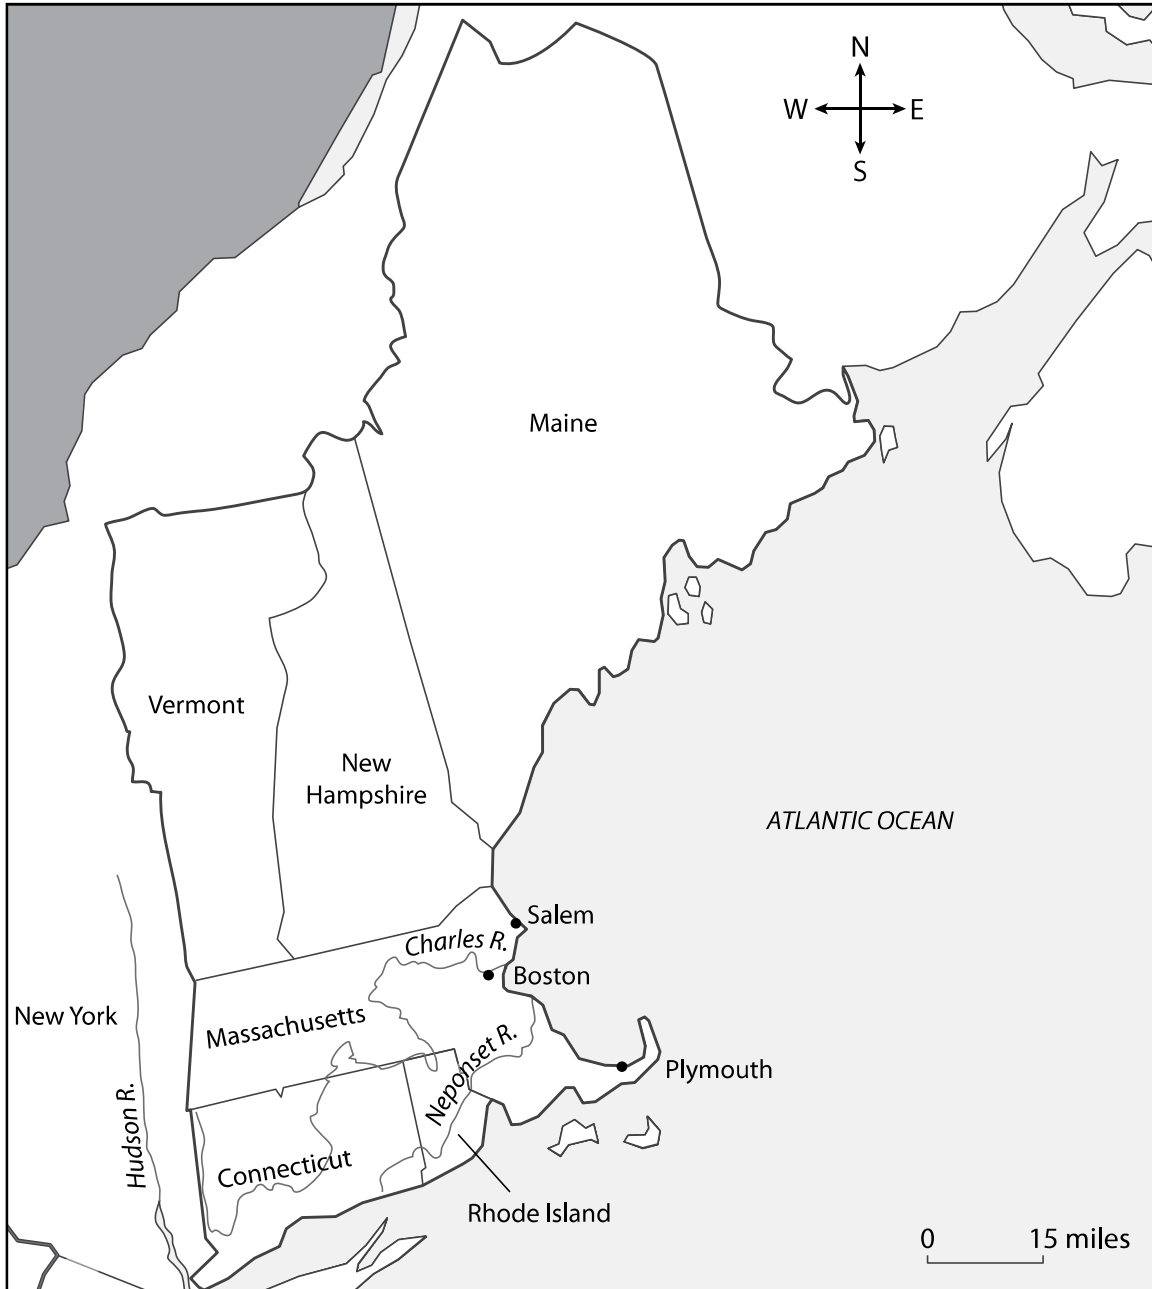 N
W
E
S
Maine
Vermont
New
Hampshire
ATLANTIC OCEAN
Salem
Charles R.
Boston
New York
Massachusetts
Neponset R.
Plymouth
Hudson R.
Connecticut
Rhode Island
0
15 miles